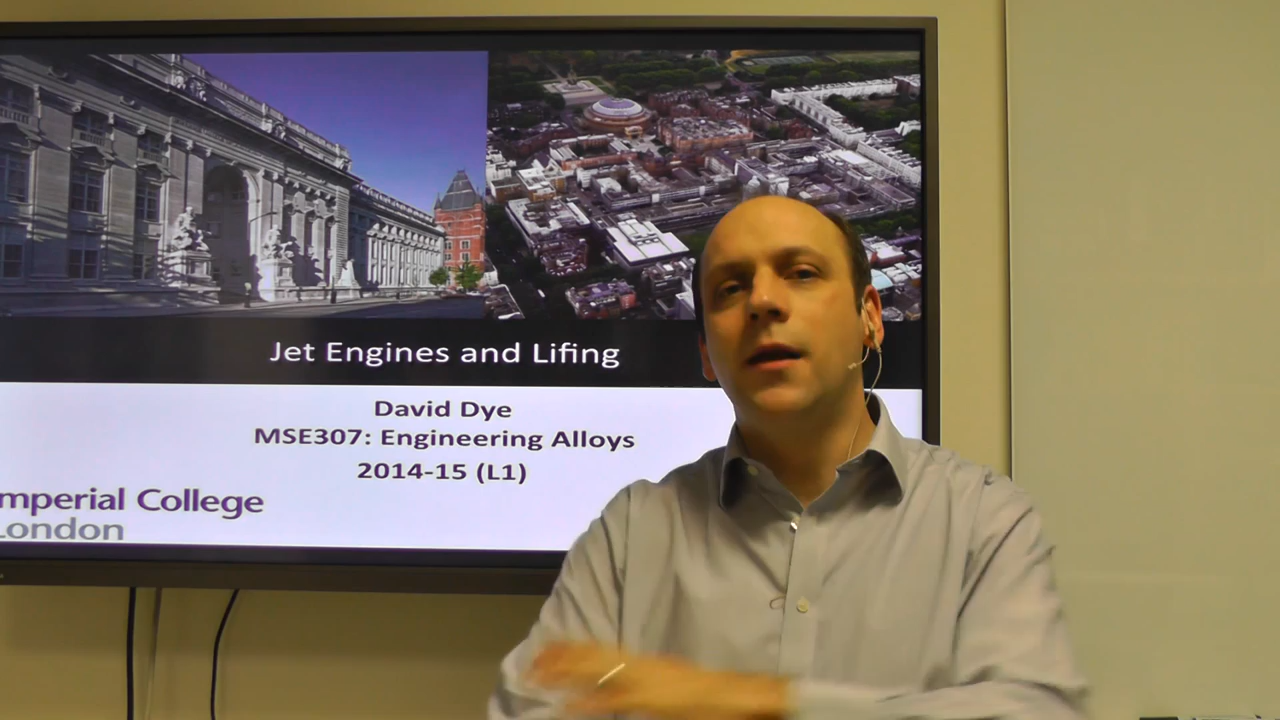 Jet Engines and Lifing
David Dye
MSE307: Engineering Alloys
2014-15 (L1)
mperial College
London